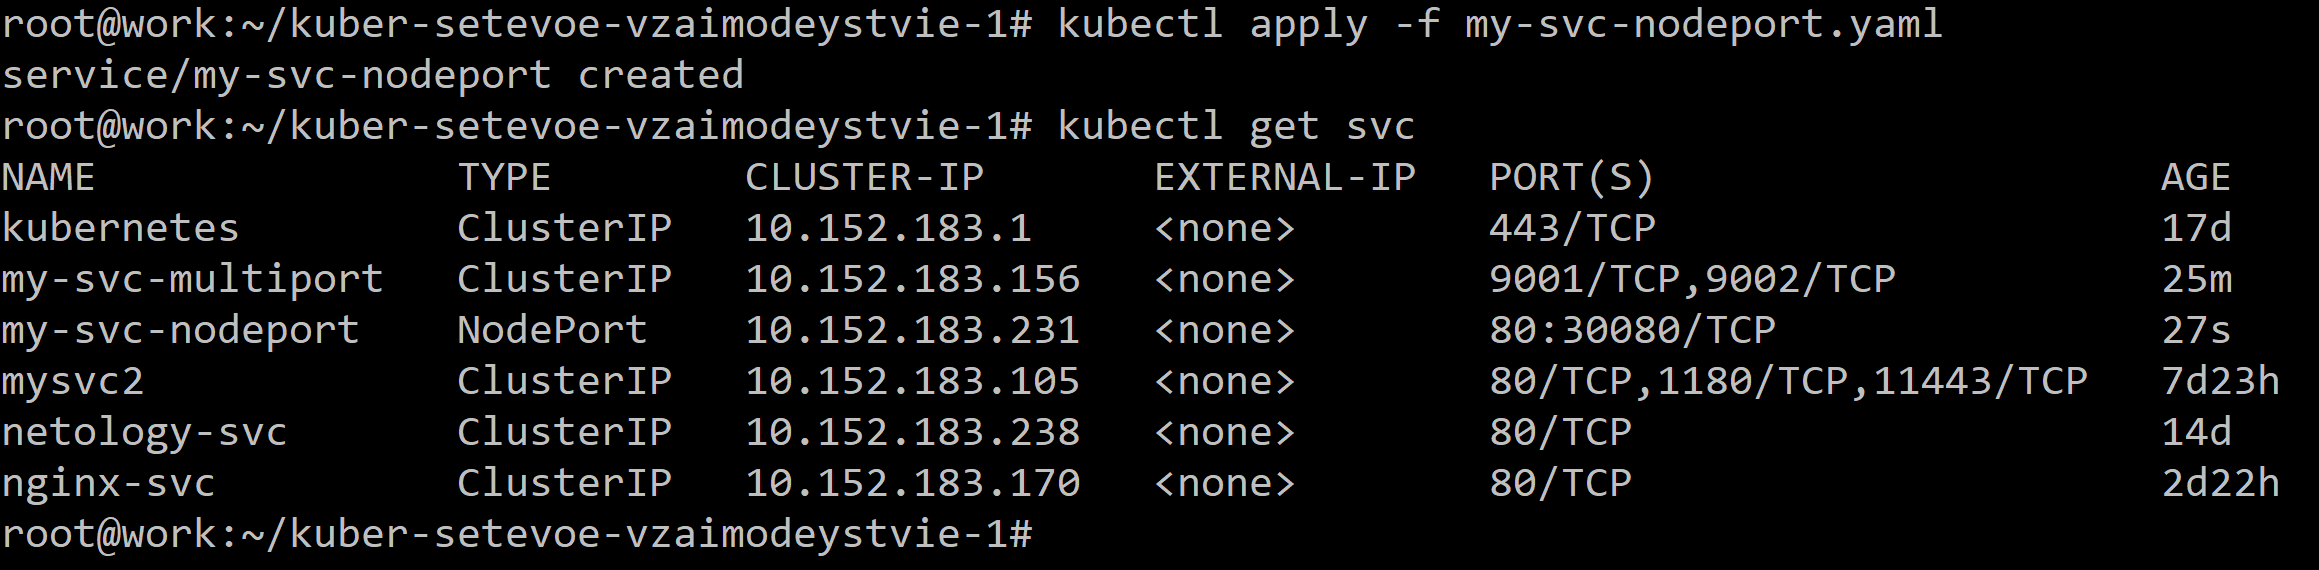 root@work:~/kuber-setevoe-vzaimodeystvie-1# kubectl apply -f my-svc-nodeport.yaml
service/my-svc-nodeport created
root@work:~/kuber-setevoe-vzaimodeystvie-1# kubectl get svc
NAME               TYPE        CLUSTER-IP       EXTERNAL-IP   PORT(S)                     AGE
kubernetes         ClusterIP   10.152.183.1     <none>        443/TCP                     17d
my-svc-multiport   ClusterIP   10.152.183.156   <none>        9001/TCP,9002/TCP           25m
my-svc-nodeport    NodePort    10.152.183.231   <none>        80:30080/TCP                27s
mysvc2             ClusterIP   10.152.183.105   <none>        80/TCP,1180/TCP,11443/TCP   7d23h
netology-svc       ClusterIP   10.152.183.238   <none>        80/TCP                      14d
nginx-svc          ClusterIP   10.152.183.170   <none>        80/TCP                      2d22h
root@work:~/kuber-setevoe-vzaimodeystvie-1#